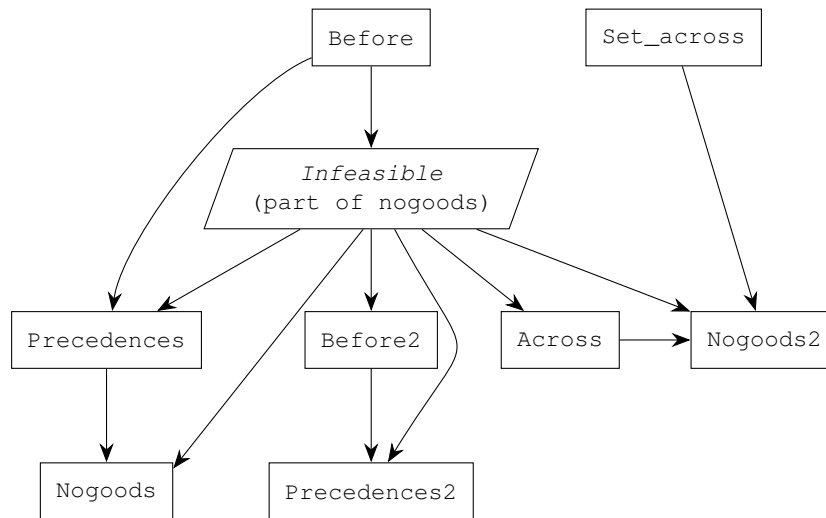 Before
Set_across
Infeasible
(part of nogoods)
Precedences
Before2
Across
Nogoods2
Nogoods
Precedences2